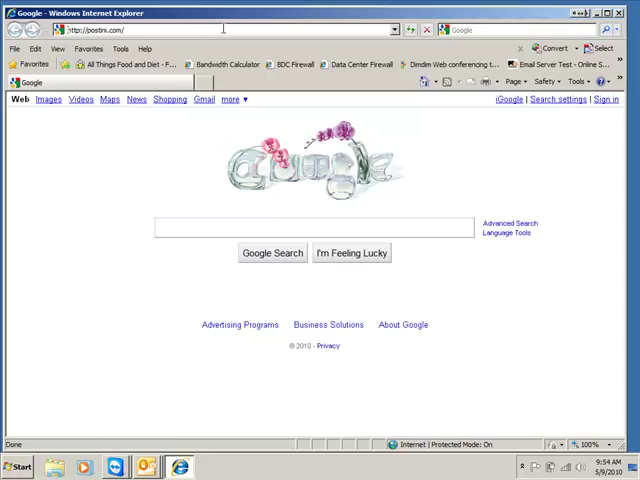 Google - Windows Internet Explorer
http://postini.com/
Google
File Edit View Favorites Tools Help
x Convert Select
Favorites All Things Food and Diet - F... Bandwidth Calculator BDC Firewall Data Center Firewall Dimdim Web conferencing t... Email Server Test - Online S...
Google
Page Safety Tools
Web Images Videos Maps News Shopping Gmail more ▼
iGoogle | Search settings | Sign in
Advanced Search
Language Tools
Google Search I'm Feeling Lucky
Advertising Programs Business Solutions About Google
© 2010 - Privacy
Done
Internet | Protected Mode: On
100%
Start
9:54 AM
5/9/2010